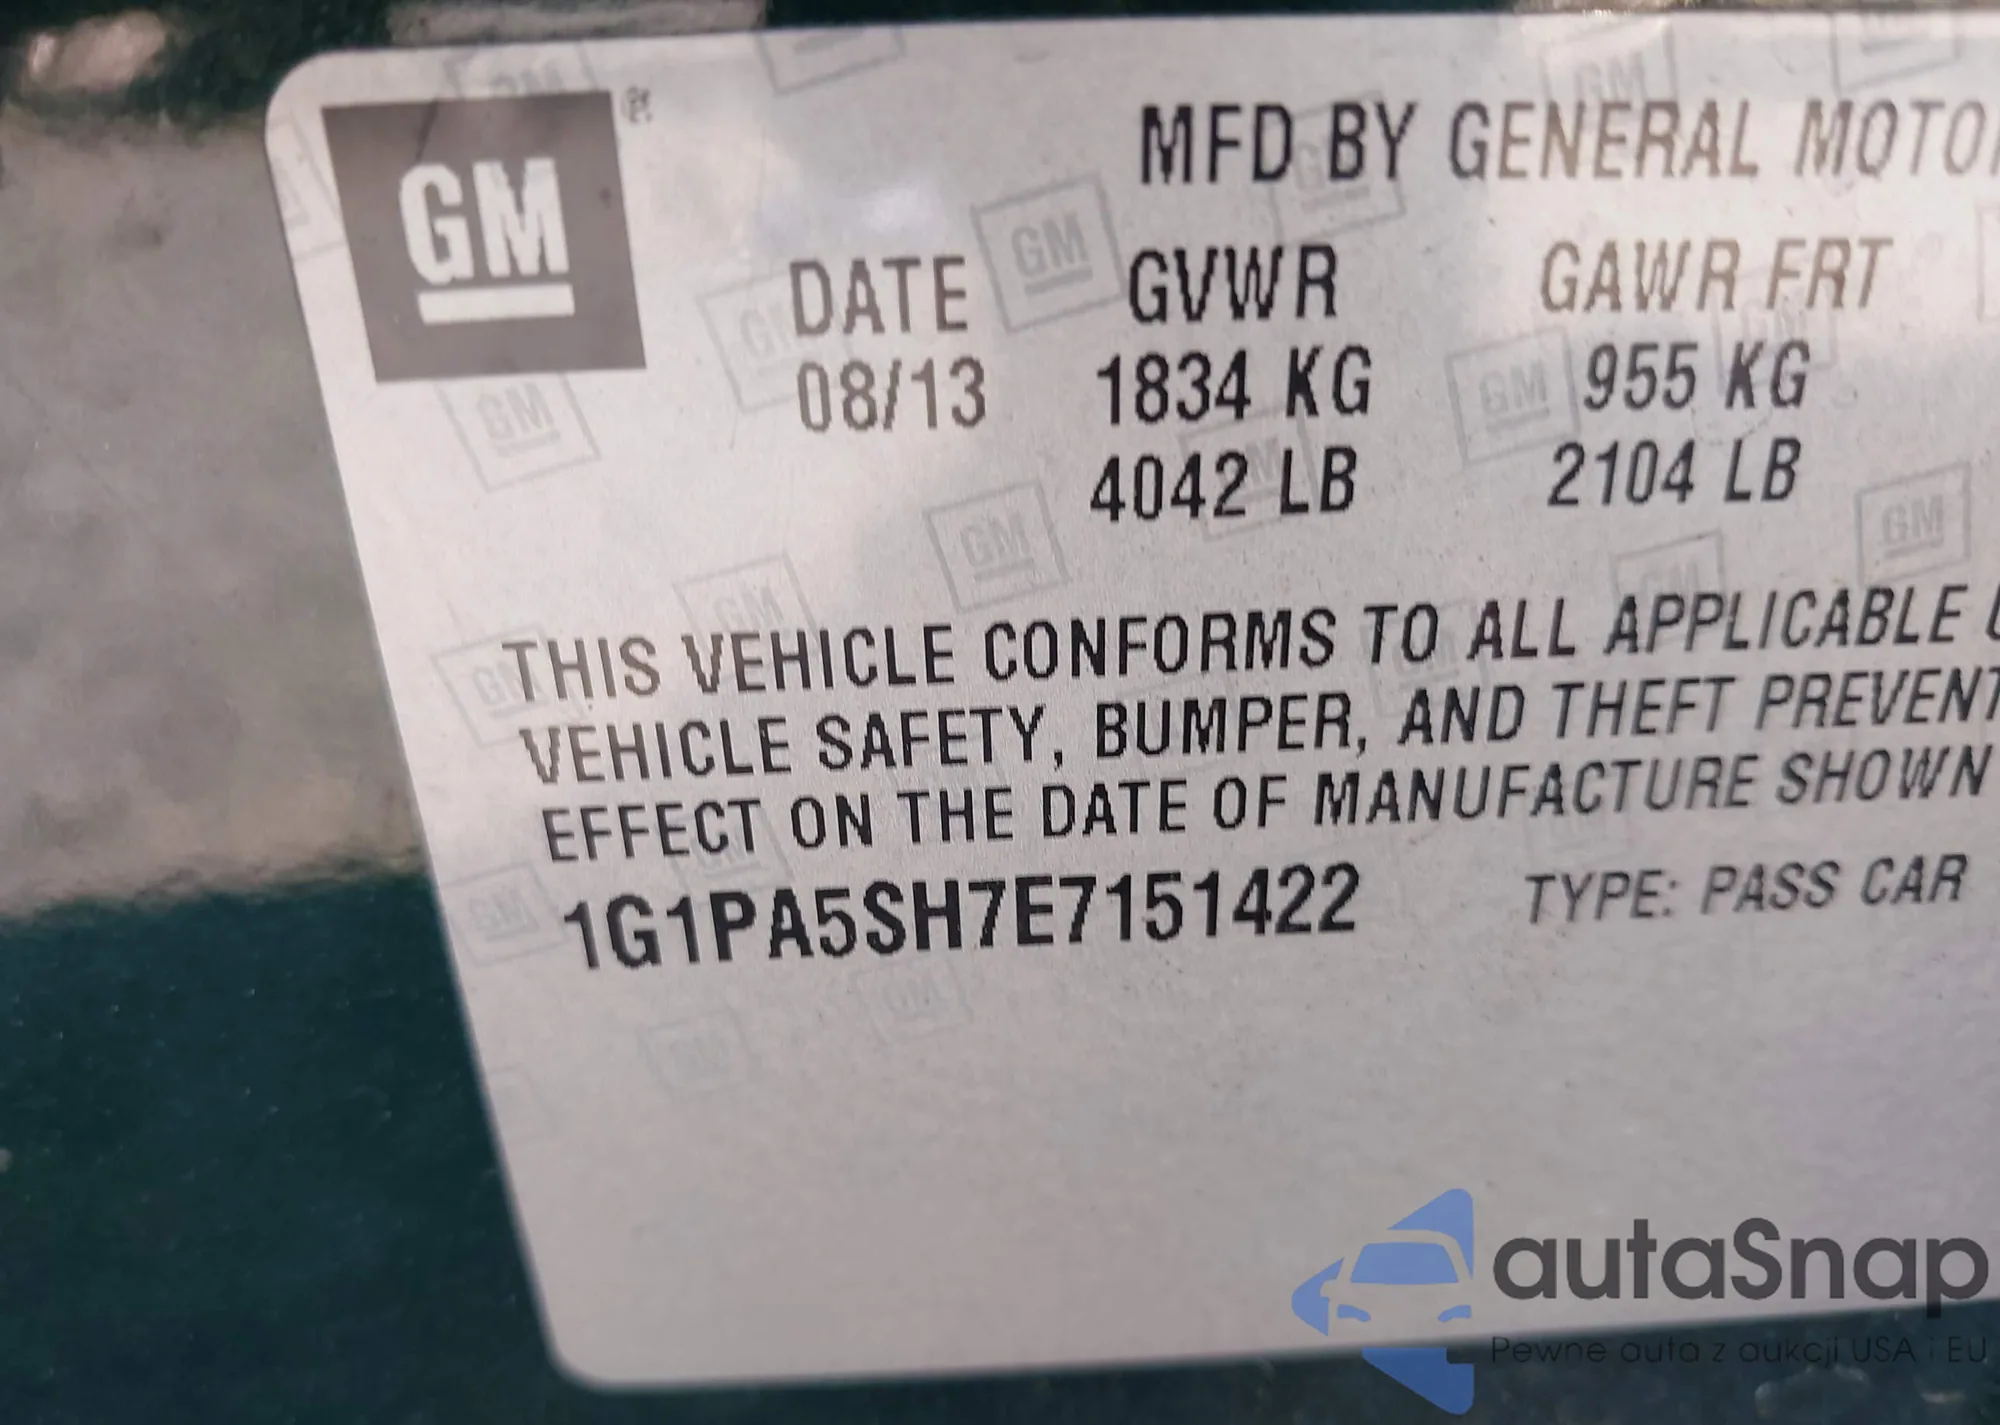 GM®
MFD BY GENERAL MOTO
DATE GVWR GAWR FRT
08/13 1834 KG 955 KG
4042 LB 2104 LB
THIS VEHICLE CONFORMS TO ALL APPLICABLE
VEHICLE SAFETY, BUMPER, AND THEFT PREVENT
EFFECT ON THE DATE OF MANUFACTURE SHOWN
1G1PA5SH7E7151422 TYPE: PASS CAR
autaSnap
Pewne auta z aukcji USA i EU